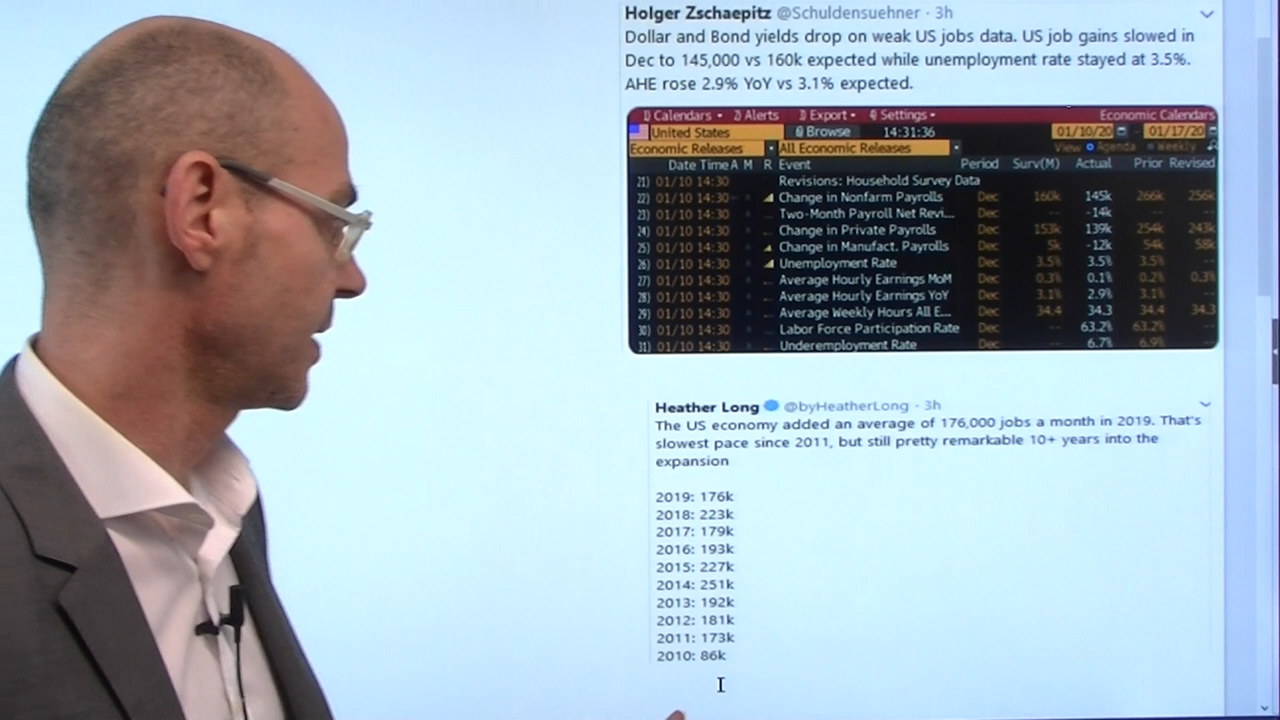 Holger Zschaepitz @Schuldensuehner · 3h
Dollar and Bond yields drop on weak US jobs data. US job gains slowed in
Dec to 145,000 vs 160k expected while unemployment rate stayed at 3.5%.
AHE rose 2.9% YoY vs 3.1% expected.
1) Calendars 2) Alerts 3) Export 4) Settings Economic Calendars
United States Browse 14:31:36 01/10/20 - 01/17/20
Economic Releases All Economic Releases View Agenda Weekly
Date Time A M R Event Period Surv(M) Actual Prior Revised
21) 01/10 14:30 Revisions: Household Survey Data
22) 01/10 14:30 Change in Nonfarm Payrolls Dec 160k 145k 266k 256k
23) 01/10 14:30 Two-Month Payroll Net Revi... Dec -- -14k -- --
24) 01/10 14:30 Change in Private Payrolls Dec 153k 139k 254k 243k
25) 01/10 14:30 Change in Manufact. Payrolls Dec 5k -12k 54k 58k
26) 01/10 14:30 Unemployment Rate Dec 3.5% 3.5% 3.5% --
27) 01/10 14:30 Average Hourly Earnings MoM Dec 0.3% 0.1% 0.2% 0.3%
28) 01/10 14:30 Average Hourly Earnings YoY Dec 3.1% 2.9% 3.1% --
29) 01/10 14:30 Average Weekly Hours All E... Dec 34.4 34.3 34.4 34.3
30) 01/10 14:30 Labor Force Participation Rate Dec -- 63.2% 63.2% --
31) 01/10 14:30 Underemployment Rate Dec -- 6.7% 6.9% --
Heather Long @byHeatherLong · 3h
The US economy added an average of 176,000 jobs a month in 2019. That's
slowest pace since 2011, but still pretty remarkable 10+ years into the
expansion
2019: 176k
2018: 223k
2017: 179k
2016: 193k
2015: 227k
2014: 251k
2013: 192k
2012: 181k
2011: 173k
2010: 86k